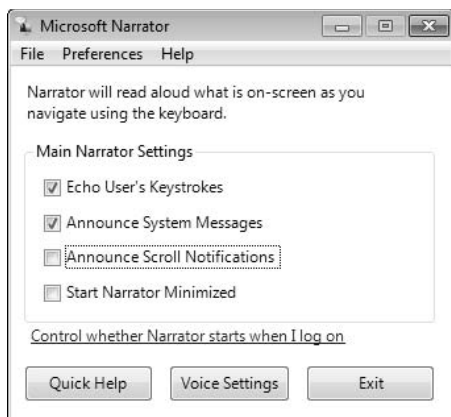 Microsoft Narrator
File Preferences Help
Narrator will read aloud what is on-screen as you
navigate using the keyboard.
Main Narrator Settings
Echo User's Keystrokes
Announce System Messages
Announce Scroll Notifications
Start Narrator Minimized
Control whether Narrator starts when I log on
Quick Help Voice Settings Exit